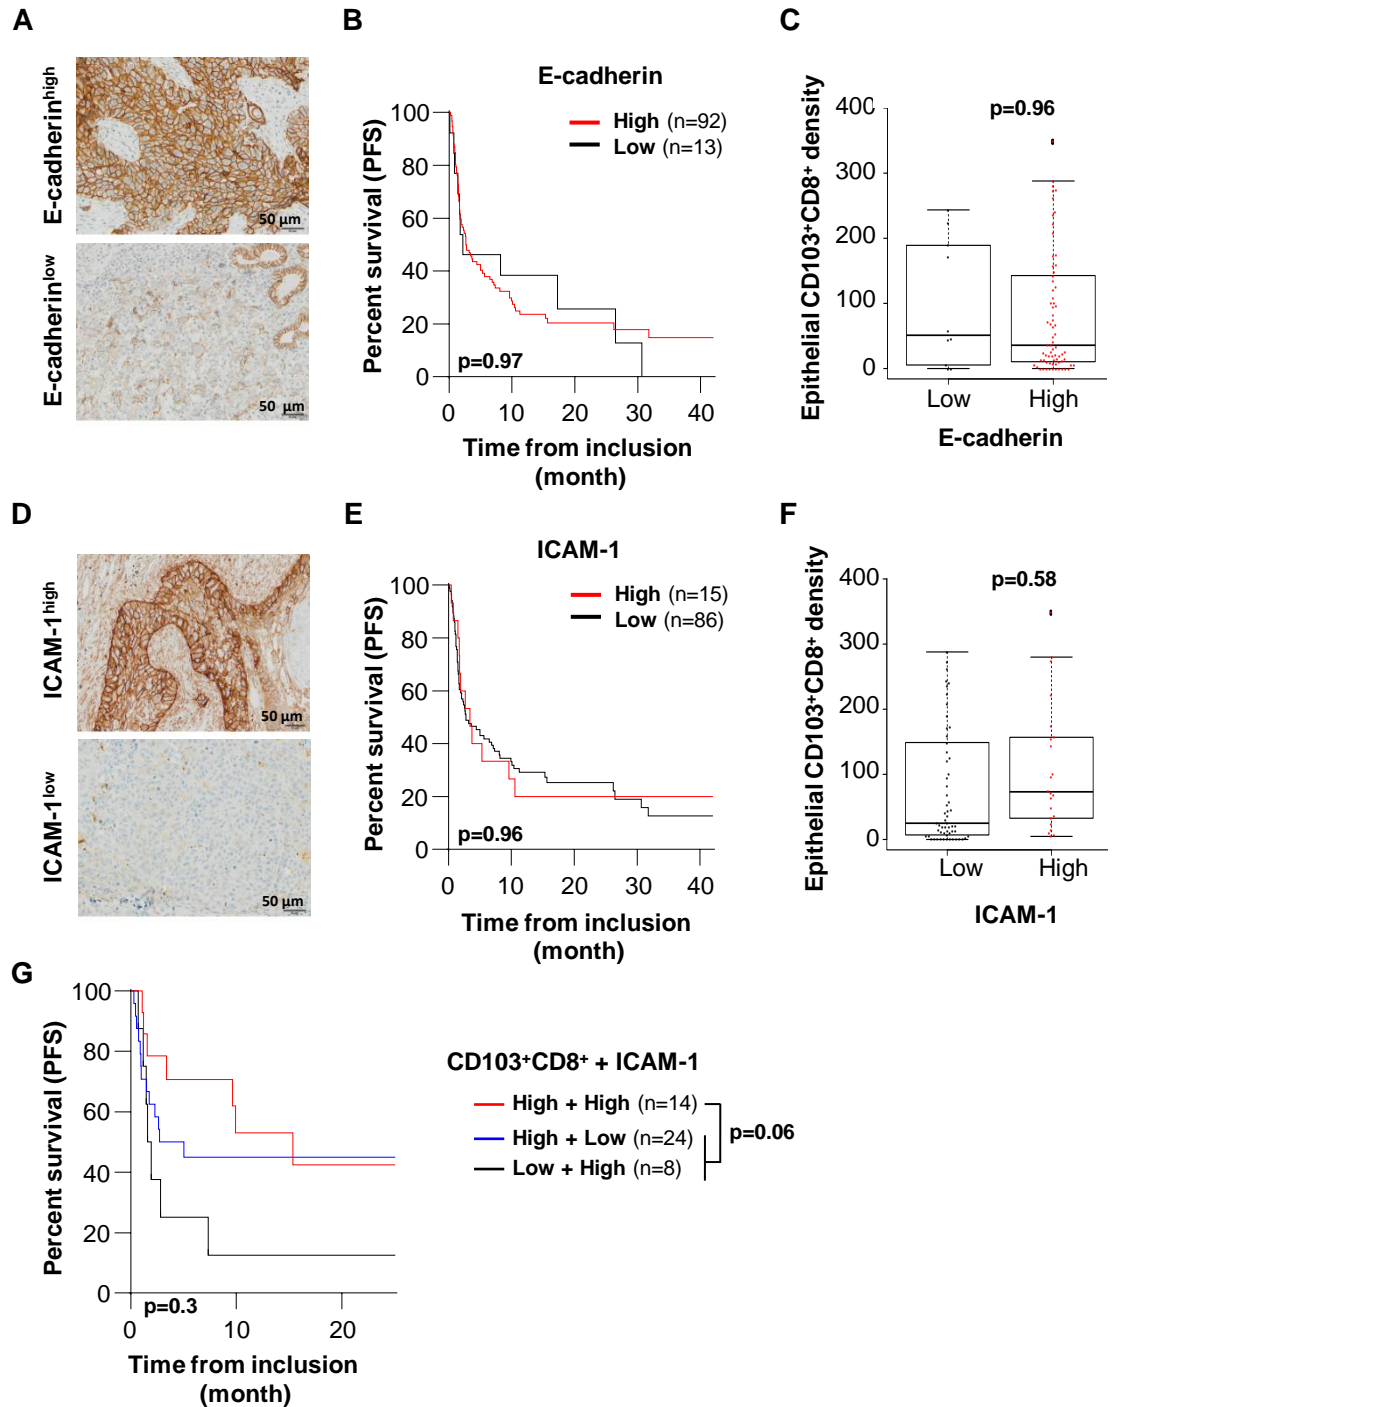 A
E-cadherinhigh
50 µm
E-cadherinlow
50 µm
B
E-cadherin
High (n=92)
Low (n=13)
Percent survival (PFS)
100
80
60
40
20
0
p=0.97
0 10 20 30 40
Time from inclusion
(month)
C
Epithelial CD103+CD8+ density
p=0.96
400
300
200
100
0
Low High
E-cadherin
D
ICAM-1high
50 µm
ICAM-1low
50 µm
E
ICAM-1
High (n=15)
Low (n=86)
Percent survival (PFS)
100
80
60
40
20
0
p=0.96
0 10 20 30 40
Time from inclusion
(month)
F
Epithelial CD103+CD8+ density
p=0.58
400
300
200
100
0
Low High
ICAM-1
G
Percent survival (PFS)
100
80
60
40
20
0
p=0.3
0 10 20
Time from inclusion
(month)
CD103+CD8+ + ICAM-1
High + High (n=14)
High + Low (n=24)
Low + High (n=8)
p=0.06